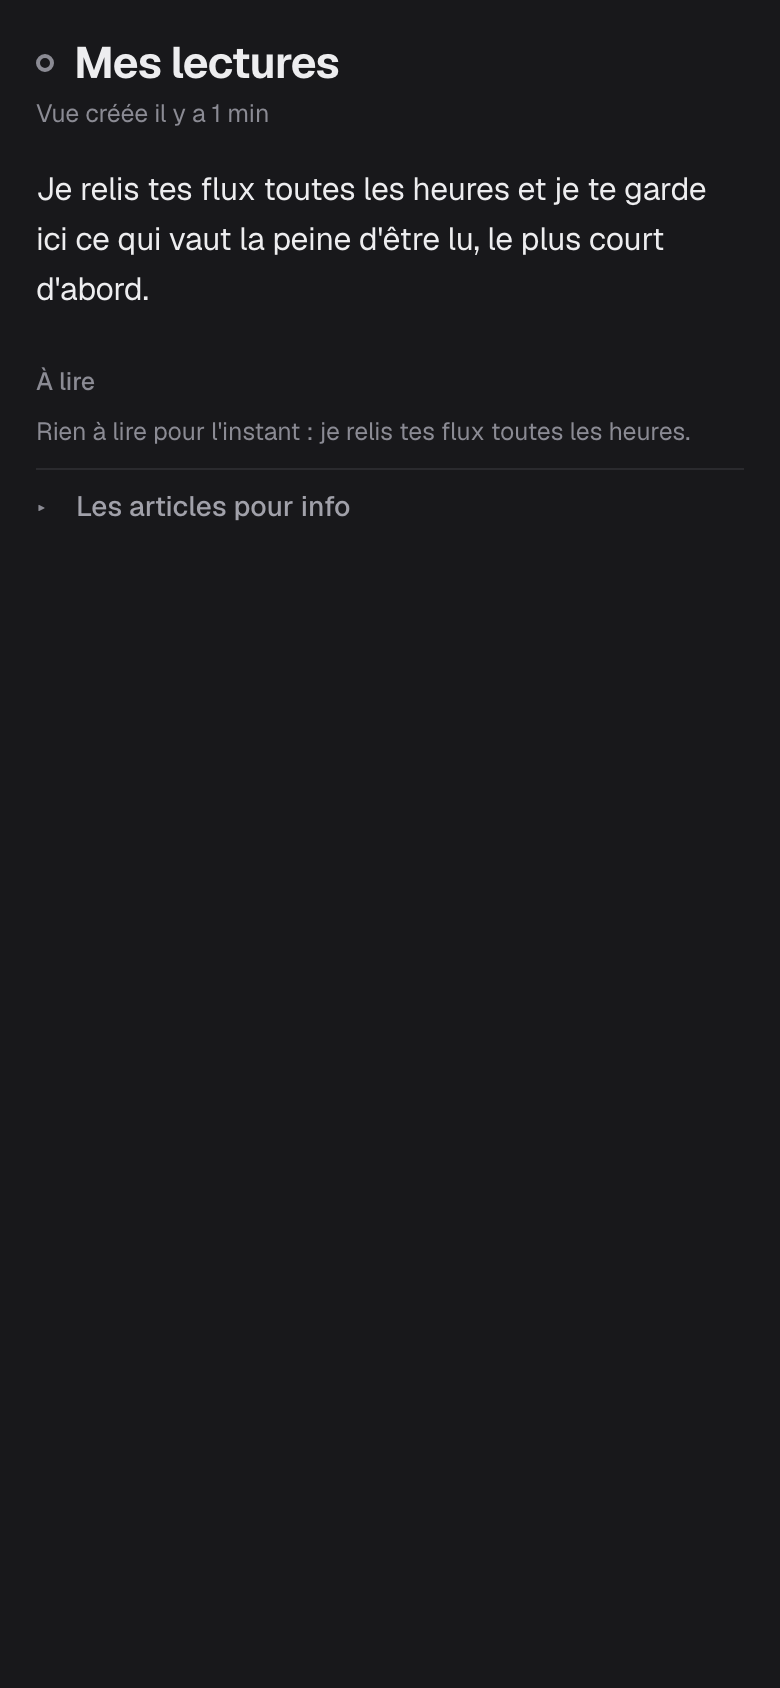 Mes lectures
Vue créée il y a 1 min
Je relis tes flux toutes les heures et je te garde
ici ce qui vaut la peine d'être lu, le plus court
d'abord.
À lire
Rien à lire pour l'instant : je relis tes flux toutes les heures.
Les articles pour info